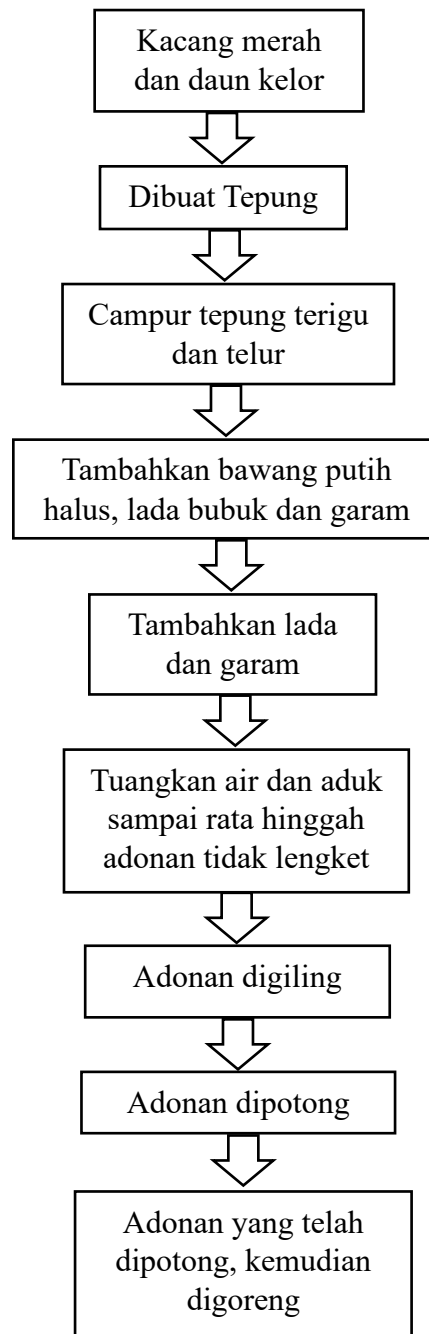 Kacang merah
dan daun kelor
Dibuat Tepung
Campur tepung terigu
dan telur
Tambahkan bawang putih
halus, lada bubuk dan garam
Tambahkan lada
dan garam
Tuangkan air dan aduk
sampai rata hinggah
adonan tidak lengket
Adonan digiling
Adonan dipotong
Adonan yang telah
dipotong, kemudian
digoreng